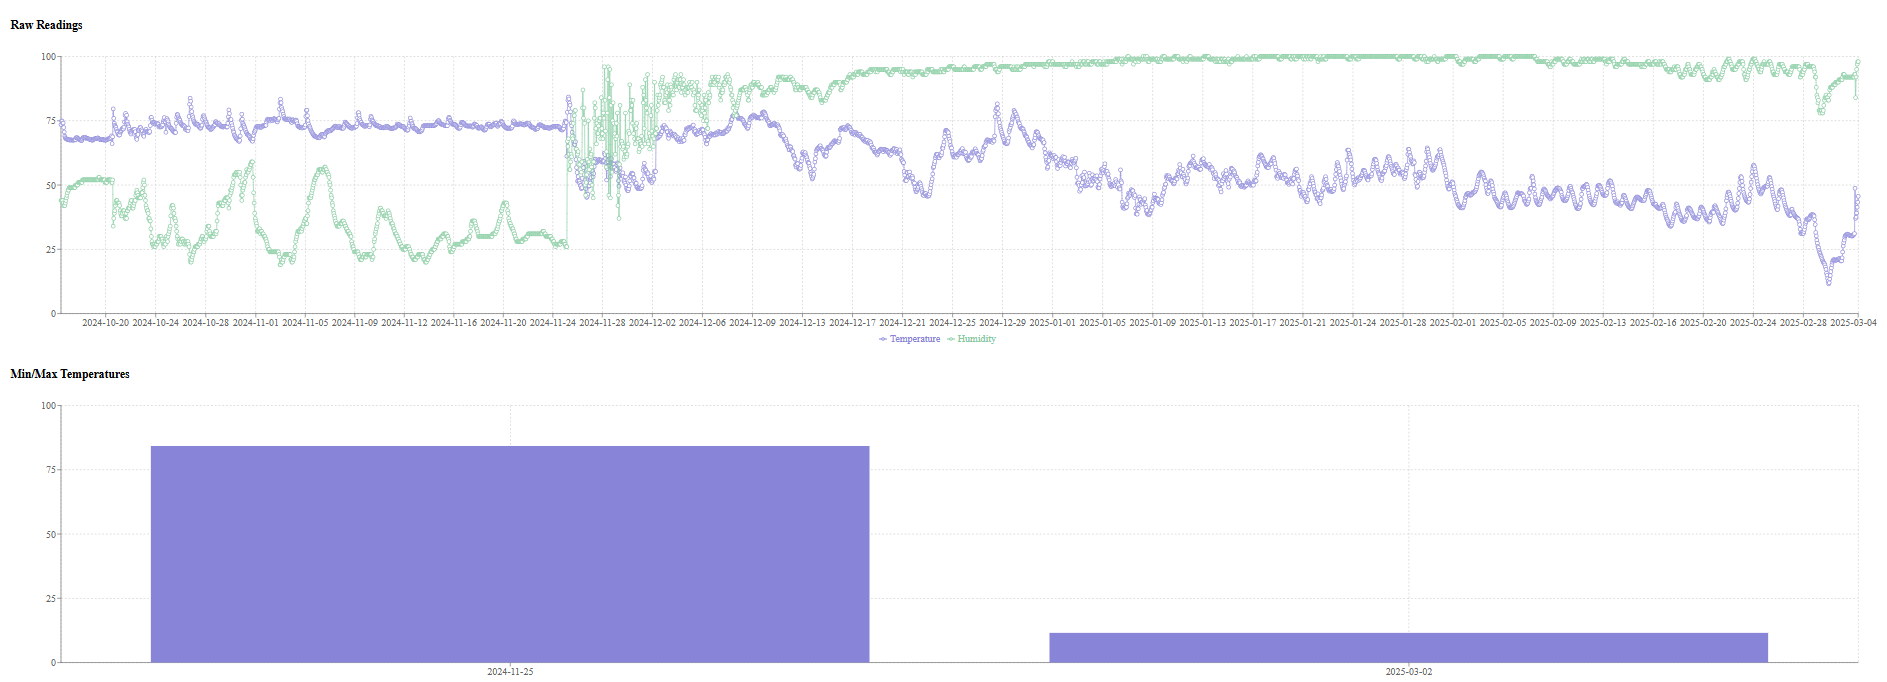 Raw Readings
100
75
50
25
0
2024-10-20 2024-10-24 2024-10-28 2024-11-01 2024-11-05 2024-11-09 2024-11-12 2024-11-16 2024-11-20 2024-11-24 2024-11-28 2024-12-02 2024-12-06 2024-12-09 2024-12-13 2024-12-17 2024-12-21 2024-12-25 2024-12-29 2025-01-01 2025-01-05 2025-01-09 2025-01-13 2025-01-17 2025-01-21 2025-01-24 2025-01-28 2025-02-01 2025-02-05 2025-02-09 2025-02-13 2025-02-16 2025-02-20 2025-02-24 2025-02-28 2025-03-04
Temperature Humidity
Min/Max Temperatures
100
75
50
25
0
2024-11-25 2025-03-02